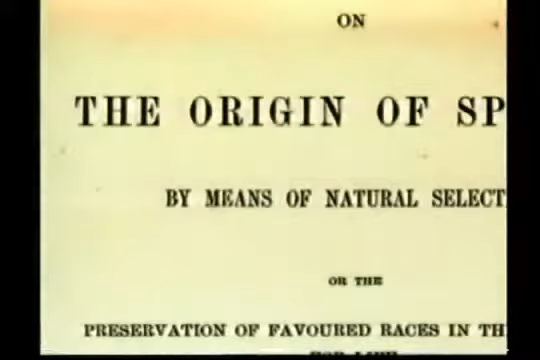 ON
THE ORIGIN OF SP
BY MEANS OF NATURAL SELECT
OR THE
PRESERVATION OF FAVOURED RACES IN TH